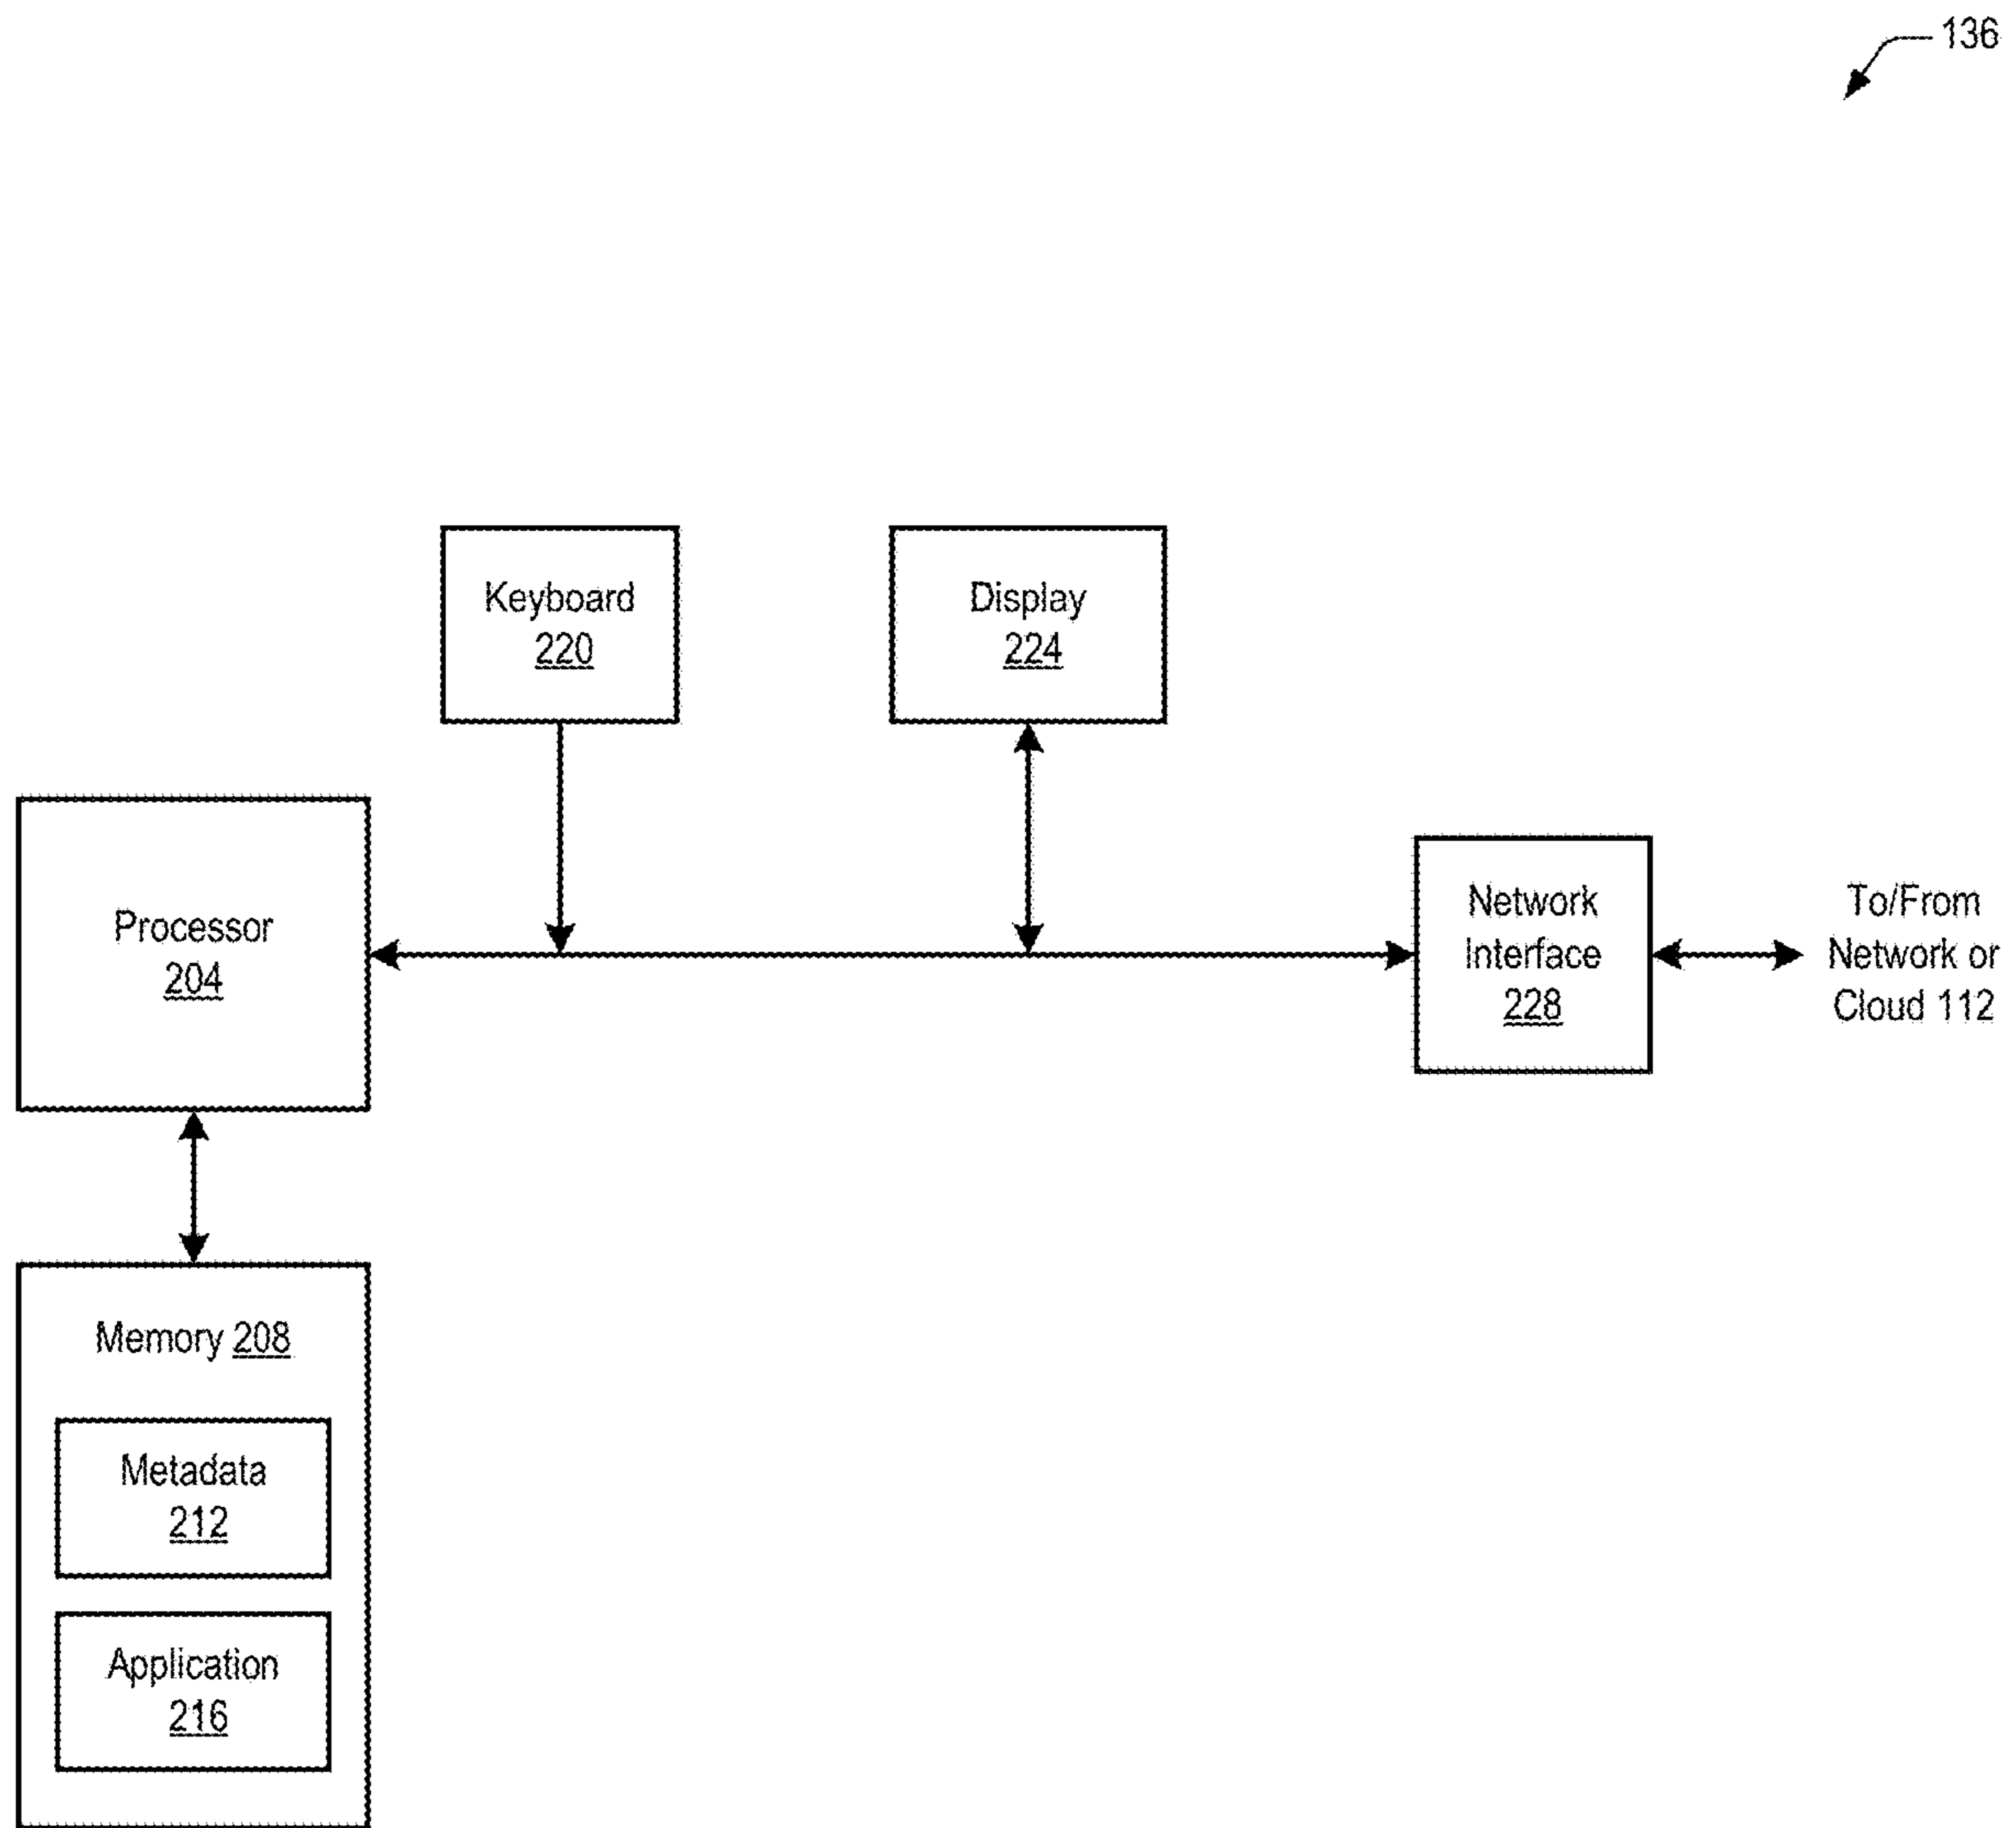 136
Keyboard
220
Display
224
Processor
204
Network
Interface
228
To/From
Network or
Cloud 112
Memory 208
Metadata
212
Application
216